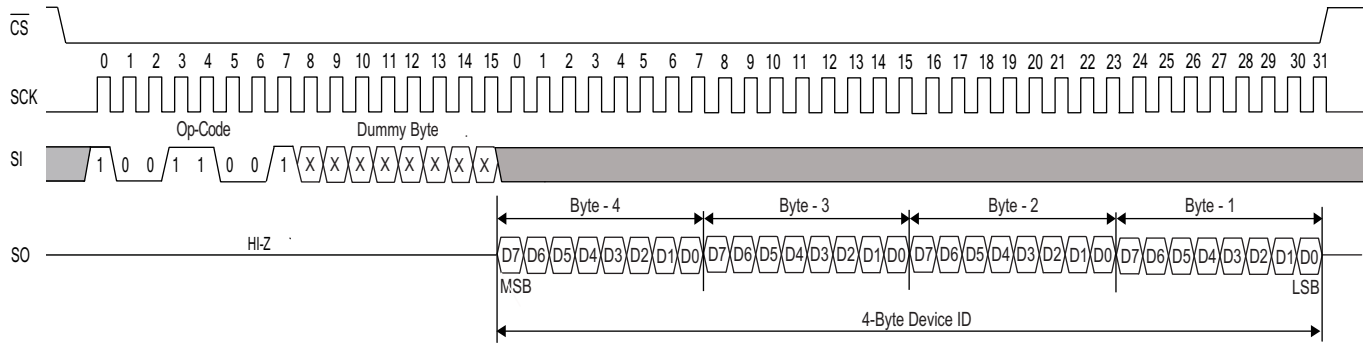 CS
0 1 2 3 4 5 6 7 8 9 10 11 12 13 14 15 0 1 2 3 4 5 6 7 8 9 10 11 12 13 14 15 16 17 18 19 20 21 22 23 24 25 26 27 28 29 30 31
SCK
Op-Code Dummy Byte
SI 1 0 0 1 1 0 0 1 X X X X X X X X
Byte - 4 Byte - 3 Byte - 2 Byte - 1
HI-Z
SO D7 D6 D5 D4 D3 D2 D1 D0 D7 D6 D5 D4 D3 D2 D1 D0 D7 D6 D5 D4 D3 D2 D1 D0 D7 D6 D5 D4 D3 D2 D1 D0
MSB LSB
4-Byte Device ID